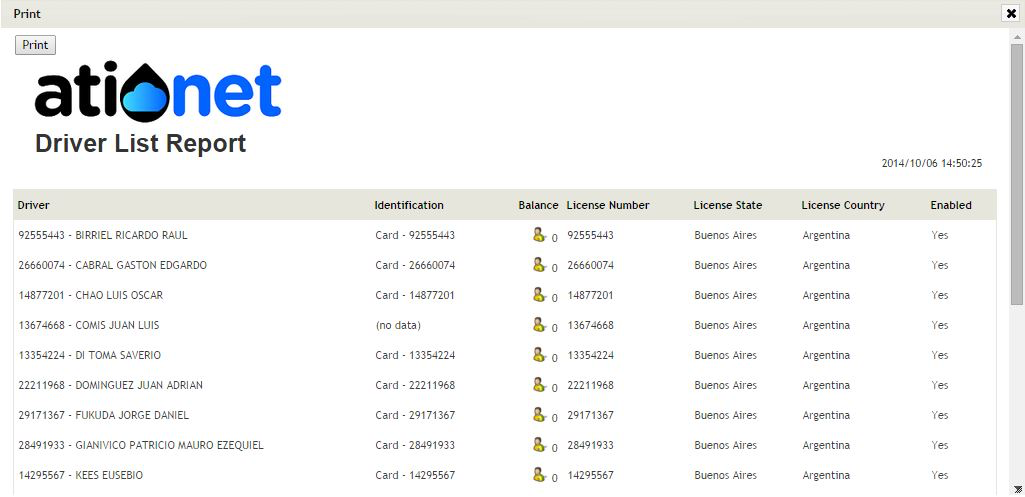 Print
Print
ationet
Driver List Report
2014/10/06 14:50:25
Driver Identification Balance License Number License State License Country Enabled
92555443 - BIRRIEL RICARDO RAUL Card - 92555443 0 92555443 Buenos Aires Argentina Yes
26660074 - CABRAL GASTON EDGARDO Card - 26660074 0 26660074 Buenos Aires Argentina Yes
14877201 - CHAO LUIS OSCAR Card - 14877201 0 14877201 Buenos Aires Argentina Yes
13674668 - COMIS JUAN LUIS (no data) 0 13674668 Buenos Aires Argentina Yes
13354224 - DI TOMA SAVERIO Card - 13354224 0 13354224 Buenos Aires Argentina Yes
22211968 - DOMINGUEZ JUAN ADRIAN Card - 22211968 0 22211968 Buenos Aires Argentina Yes
29171367 - FUKUDA JORGE DANIEL Card - 29171367 0 29171367 Buenos Aires Argentina Yes
28491933 - GIANIVICO PATRICIO MAURO EZEQUIEL Card - 28491933 0 28491933 Buenos Aires Argentina Yes
14295567 - KEES EUSEBIO Card - 14295567 0 14295567 Buenos Aires Argentina Yes